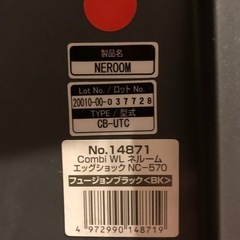 製品名
NEROOM
Lot No./ロット No.
20010-00-037728
TYPE/型式
CB-UTC
No.14871
Combi WL ネルーム
エッグショック NC-570
フュージョンブラック<BK>
4 972990 148719